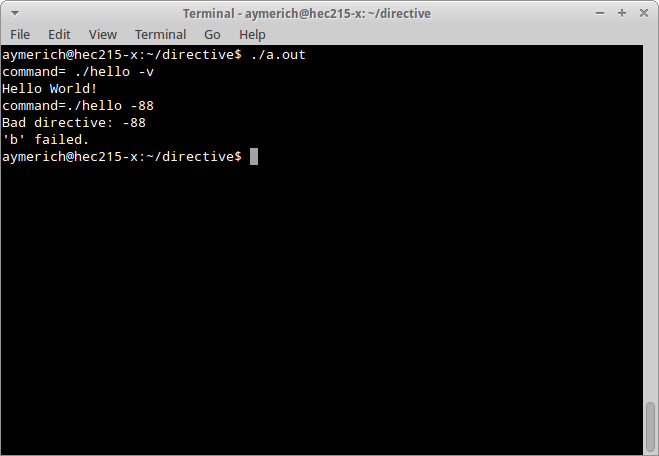 Terminal - aymerich@hec215-x: ~/directive
File Edit View Terminal Go Help
aymerich@hec215-x:~/directive$ ./a.out
command= ./hello -v
Hello World!
command=./hello -88
Bad directive: -88
'b' failed.
aymerich@hec215-x:~/directive$